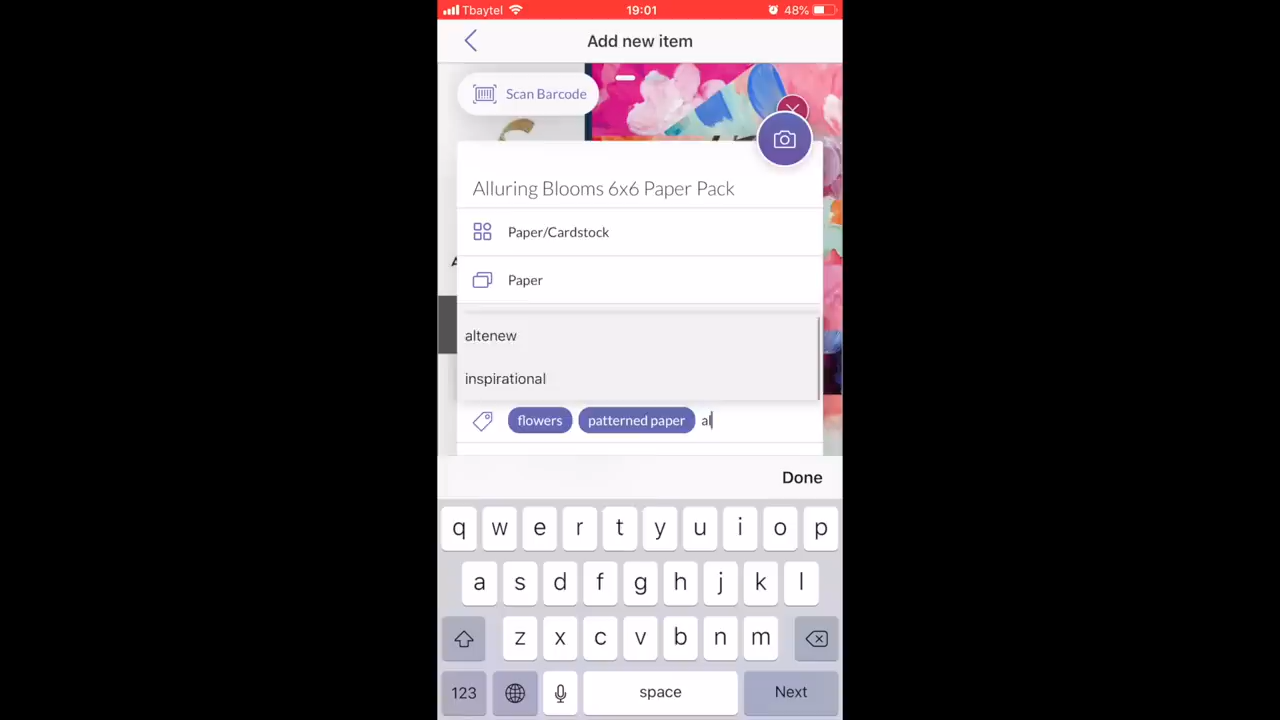 Tbaytel 19:01 48%
Add new item
Scan Barcode
Alluring Blooms 6x6 Paper Pack
Paper/Cardstock
Paper
altenew
inspirational
flowers patterned paper al
Done
q w e r t y u i o p
a s d f g h j k l
z x c v b n m
123 space Next